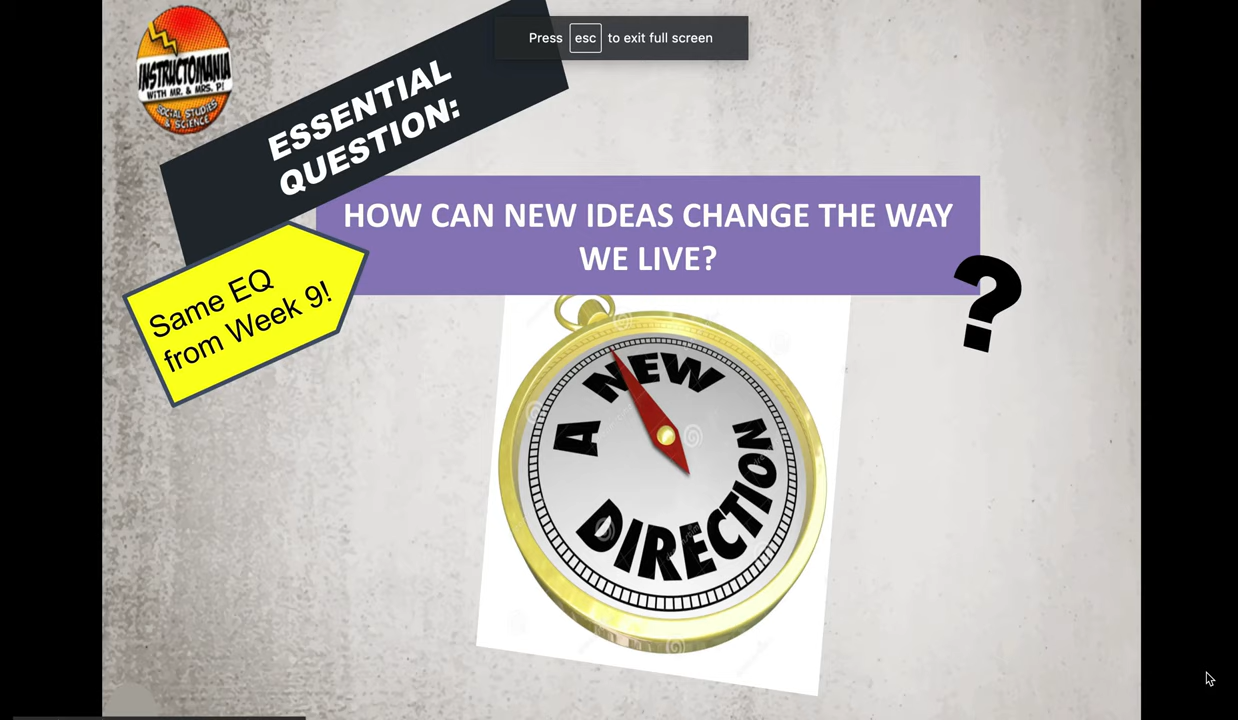 INSTRUCTOMANIA
WITH MR. & MRS. P!
SOCIAL STUDIES
& SCIENCE
Press esc to exit full screen
ESSENTIAL
QUESTION:
HOW CAN NEW IDEAS CHANGE THE WAY
WE LIVE?
?
Same EQ
from Week 9!
A NEW
DIRECTION